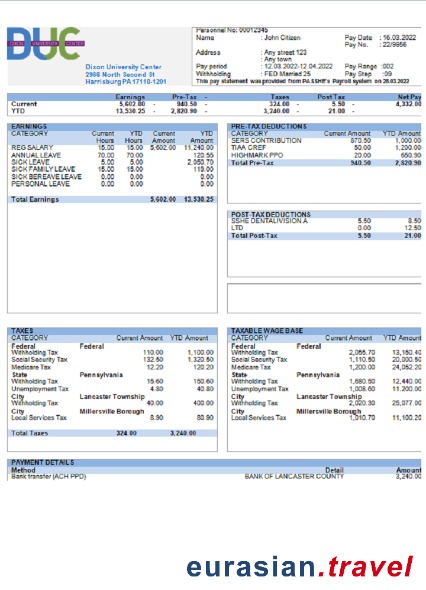 DUC
DIXON UNIVERSITY CENTER
Dixon University Center
2986 North Second St
Harrisburg PA 17110-1201
Personnel No: 00012345
Name : John Citizen Pay Date : 16.03.2022
Pay No. : 22/9956
Address : Any street 123
: Any town
Pay period : 12.03.2022-12.04.2022 Pay Range :002
Withholding : FED Married 25 Pay Step :09
This pay statement was provided from PASSHE's Payroll system on 28.03.2022
Earnings - Pre-Tax - Taxes Post Tax Net Pay
Current 5,602.00 - 940.50 - 324.00 - 5.50 - 4,332.00
YTD 13,530.25 - 2,820.90 - 3,240.00 - 21.00 -
EARNINGS
CATEGORY Current Hours YTD Hours Current Amount YTD Amount
REG SALARY 15.00 15.00 5,602.00 11,240.00
ANNUAL LEAVE 70.00 70.00 120.55
SICK LEAVE 5.00 5.00 2,050.70
SICK FAMILY LEAVE 15.00 15.00 119.00
SICK BEREAVE LEAVE 0.00 0.00
PERSONAL LEAVE 0.00 0.00
Total Earnings 5,602.00 13,530.25
PRE-TAX DEDUCTIONS
CATEGORY Current Amount YTD Amount
SERS CONTRIBUTION 870.50 1,000.00
TIAA CREF 50.00 1,200.00
HIGHMARK PPO 20.00 650.90
Total Pre-Tax 940.50 2,820.90
POST-TAX DEDUCTIONS
SSHE DENTAL/VISION A 5.50 8.50
LTD 0.00 12.50
Total Post-Tax 5.50 21.00
TAXES
CATEGORY Current Amount YTD Amount
Federal Federal
Withholding Tax 110.00 1,100.00
Social Security Tax 132.50 1,320.50
Medicare Tax 12.20 120.20
State Pennsylvania
Withholding Tax 15.60 150.60
Unemployment Tax 4.80 40.80
City Lancaster Township
Withholding Tax 40.00 400.00
City Millersville Borough
Local Services Tax 8.90 80.90
Total Taxes 324.00 3,240.00
TAXABLE WAGE BASE
CATEGORY Current Amount YTD Amount
Federal Federal
Withholding Tax 2,055.70 13,150.40
Social Security Tax 1,110.50 20,000.50
Medicare Tax 1,200.00 24,052.20
State Pennsylvania
Withholding Tax 1,680.50 12,440.00
Unemployment Tax 1,008.60 11,200.00
City Lancaster Township
Withholding Tax 2,020.30 25,077.00
City Millersville Borough
Local Services Tax 1,010.70 11,100.20
PAYMENT DETAILS
Method Detail Amount
Bank transfer (ACH PPD) BANK OF LANCASTER COUNTY 3,240.00
eurasian.travel